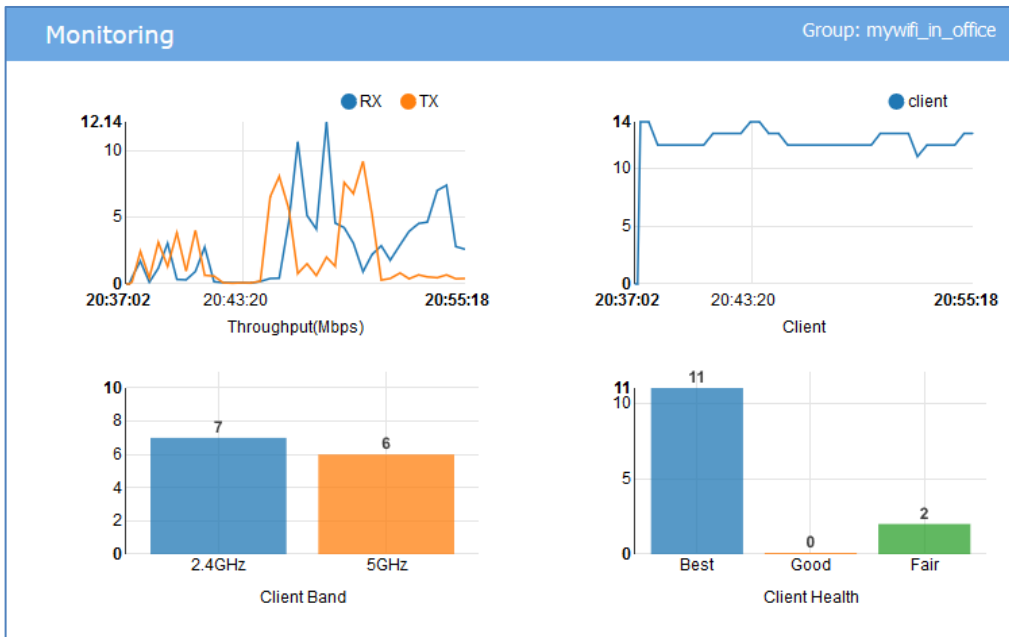 Monitoring
Group: mywifi_in_office
RX TX
12.14
10
5
0
20:37:02 20:43:20 20:55:18
Throughput(Mbps)
client
14
10
5
0
20:37:02 20:43:20 20:55:18
Client
10
8
6
4
2
0
7
6
2.4GHz 5GHz
Client Band
11
10
5
0
11
0
2
Best Good Fair
Client Health